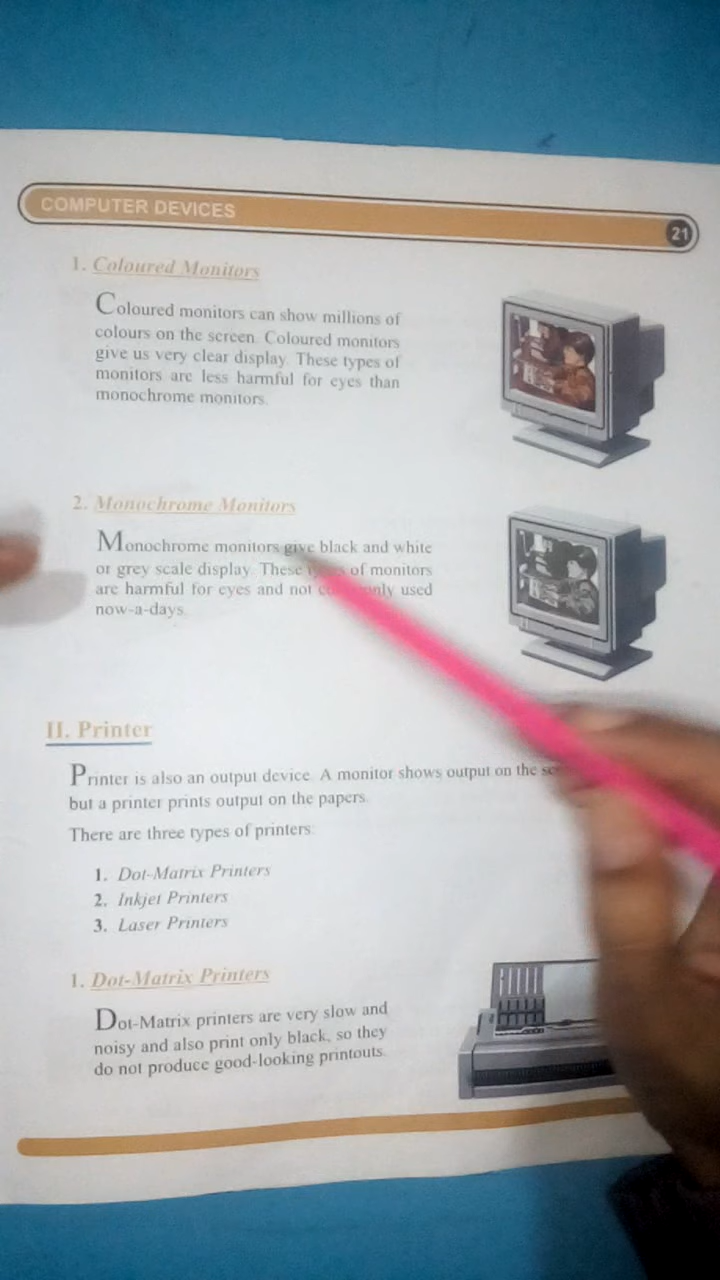 COMPUTER DEVICES
21
1. Coloured Monitors
Coloured monitors can show millions of
colours on the screen. Coloured monitors
give us very clear display. These types of
monitors are less harmful for eyes than
monochrome monitors.
2. Monochrome Monitors
Monochrome monitors give black and white
or grey scale display. These of monitors
are harmful for eyes and not used
now-a-days.
II. Printer
Printer is also an output device. A monitor shows output on the
but a printer prints output on the papers.
There are three types of printers:
1. Dot-Matrix Printers
2. Inkjet Printers
3. Laser Printers
1. Dot-Matrix Printers
Dot-Matrix printers are very slow and
noisy and also print only black, so they
do not produce good-looking printouts.